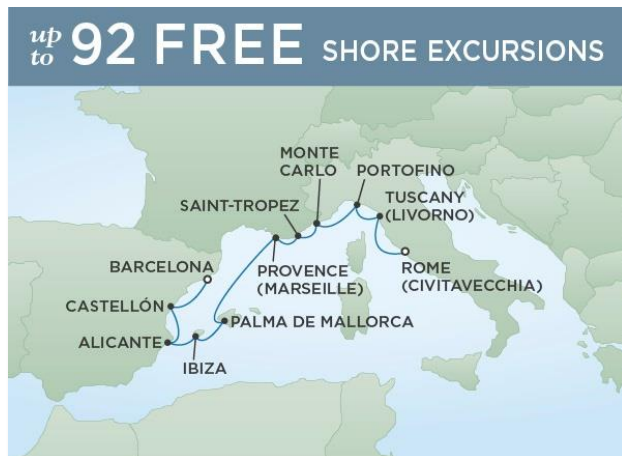 up to 92 FREE SHORE EXCURSIONS
MONTE
CARLO
PORTOFINO
SAINT-TROPEZ
TUSCANY
(LIVORNO)
BARCELONA
PROVENCE
(MARSEILLE)
ROME
(CIVITAVECCHIA)
CASTELLÓN
PALMA DE MALLORCA
ALICANTE
IBIZA